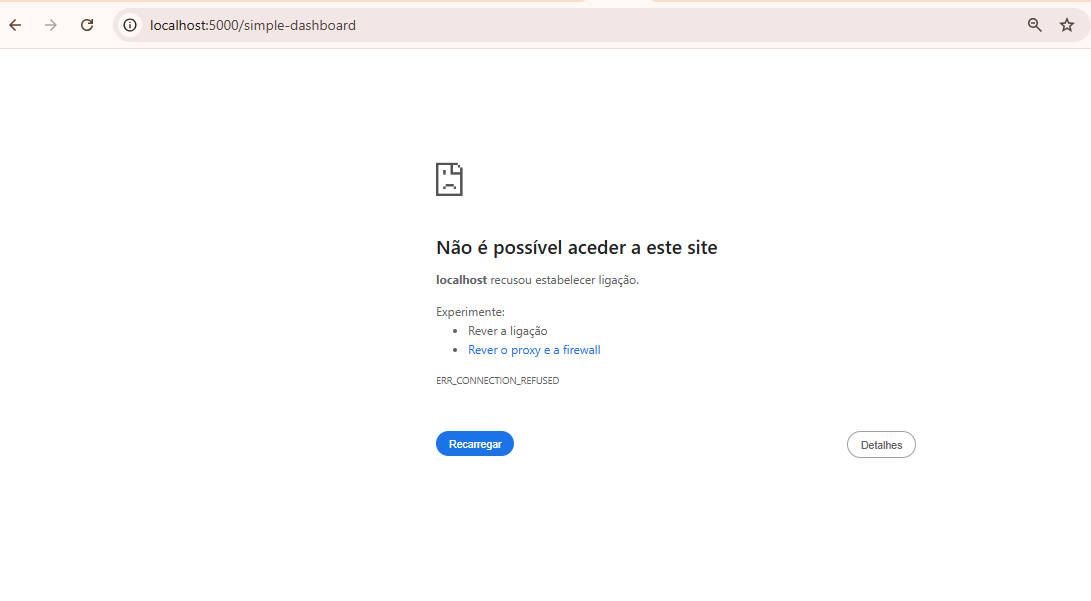 localhost:5000/simple-dashboard
Não é possível aceder a este site
localhost recusou estabelecer ligação.
Experimente:
Rever a ligação
Rever o proxy e a firewall
ERR_CONNECTION_REFUSED
Recarregar
Detalhes